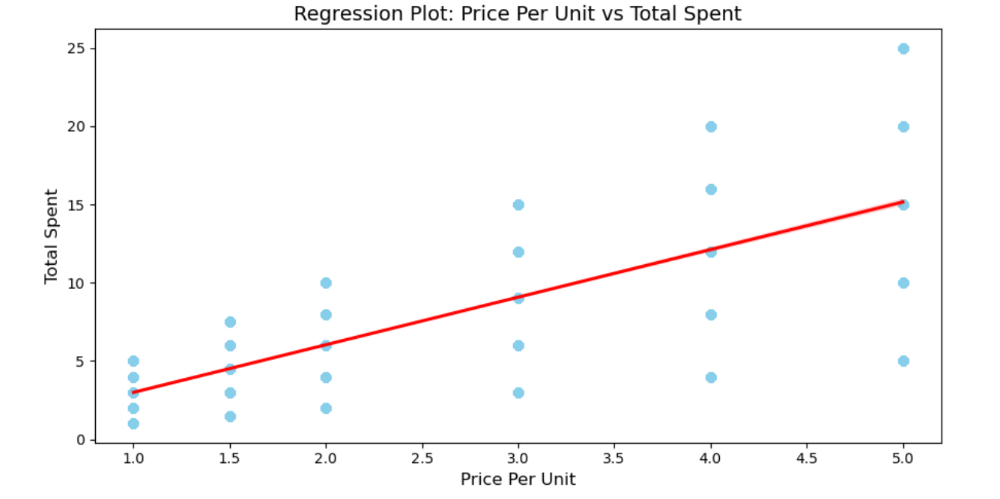 Regression Plot: Price Per Unit vs Total Spent
25
20
15
10
5
0
Total Spent
1.0 1.5 2.0 2.5 3.0 3.5 4.0 4.5 5.0
Price Per Unit